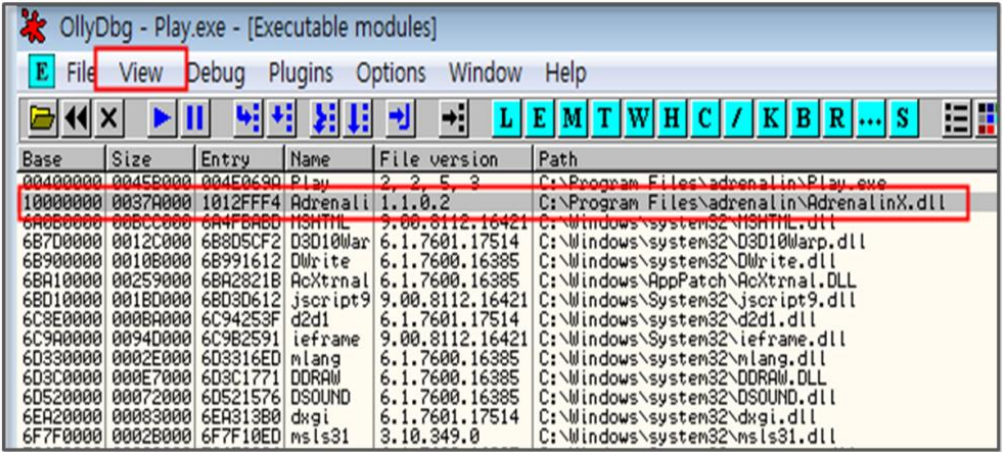 OllyDbg - Play.exe - [Executable modules]
E File View Debug Plugins Options Window Help
L E M T W H C / K B R ... S
Base Size Entry Name File version Path
00400000 0045B000 004E069A Play 2, 2, 5, 3 C:\Program Files\adrenalin\Play.exe
10000000 0037A000 1012FFF4 Adrenali 1.1.0.2 C:\Program Files\adrenalin\AdrenalinX.dll
6A0B0000 00BCC000 6A4FBABD MSHTML 9.00.8112.16421 C:\Windows\system32\MSHTML.dll
6B7D0000 0012C000 6B8D5CF2 D3D10War 6.1.7601.17514 C:\Windows\system32\D3D10Warp.dll
6B900000 0010B000 6B991612 DWrite 6.1.7600.16385 C:\Windows\system32\DWrite.dll
6BA10000 00259000 6BA2821B AcXtrnal 6.1.7600.16385 C:\Windows\AppPatch\AcXtrnal.DLL
6BD10000 001BD000 6BD3D612 jscript9 9.00.8112.16421 C:\Windows\System32\jscript9.dll
6C8E0000 000BA000 6C94253F d2d1 6.1.7601.17514 C:\Windows\system32\d2d1.dll
6C9A0000 0094D000 6C9B2591 ieframe 9.00.8112.16421 C:\Windows\system32\ieframe.dll
6D330000 0002E000 6D3316ED mlang 6.1.7600.16385 C:\Windows\system32\mlang.dll
6D3C0000 000E7000 6D3C1771 DDRAW 6.1.7600.16385 C:\Windows\system32\DDRAW.DLL
6D520000 00072000 6D521576 DSOUND 6.1.7600.16385 C:\Windows\system32\DSOUND.dll
6EA20000 00083000 6EA313B0 dxgi 6.1.7601.17514 C:\Windows\system32\dxgi.dll
6F7F0000 0002B000 6F7F10ED msls31 3.10.349.0 C:\Windows\system32\msls31.dll